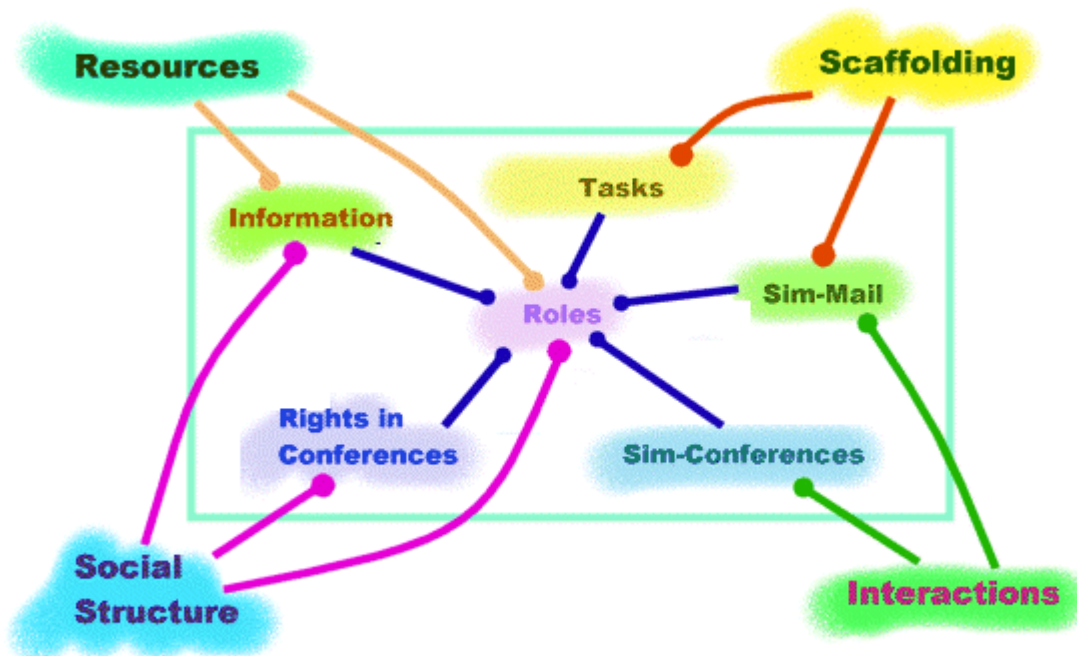 Resources
Scaffolding
Tasks
Information
Sim-Mail
Roles
Rights in
Conferences
Sim-Conferences
Social
Structure
Interactions